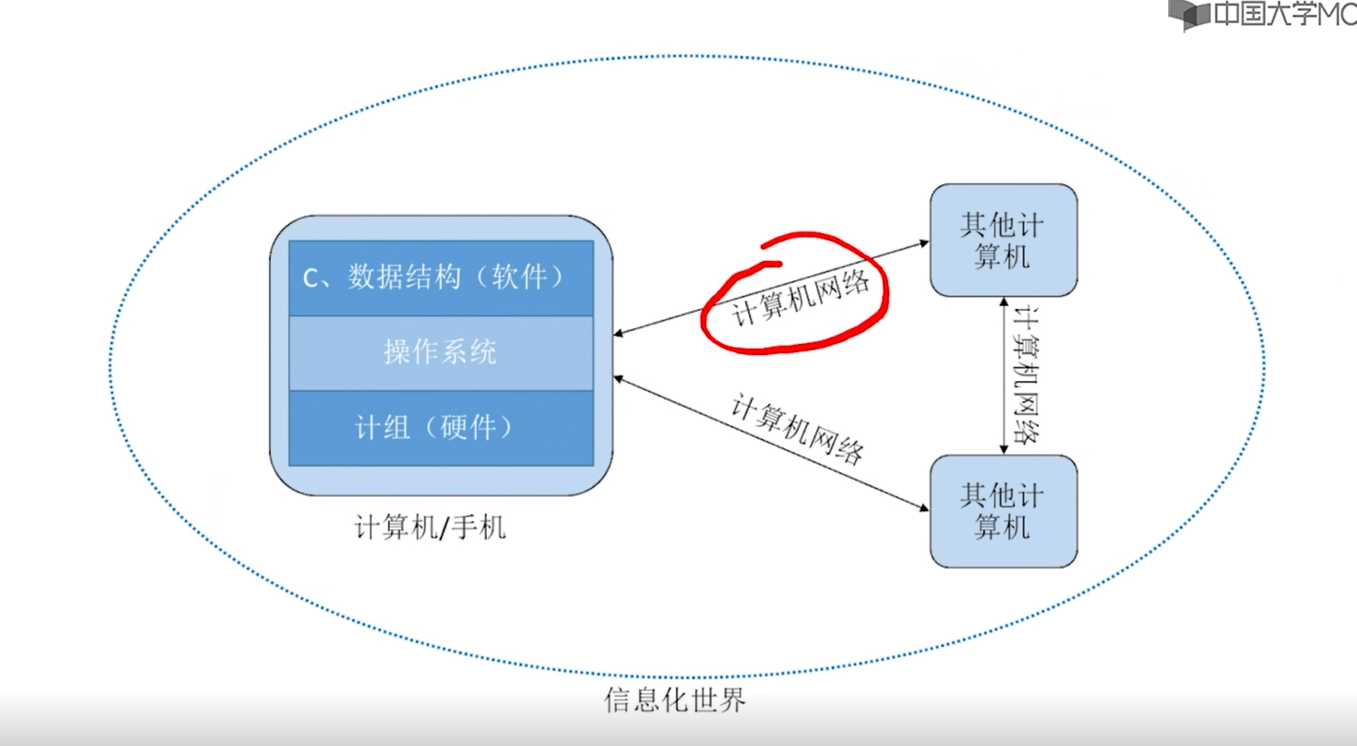 中国大学MO
其他计
算机
C、数据结构（软件）
计算机网络
操作系统
计算机网络
计组（硬件）
计算机网络
其他计
算机
计算机/手机
信息化世界